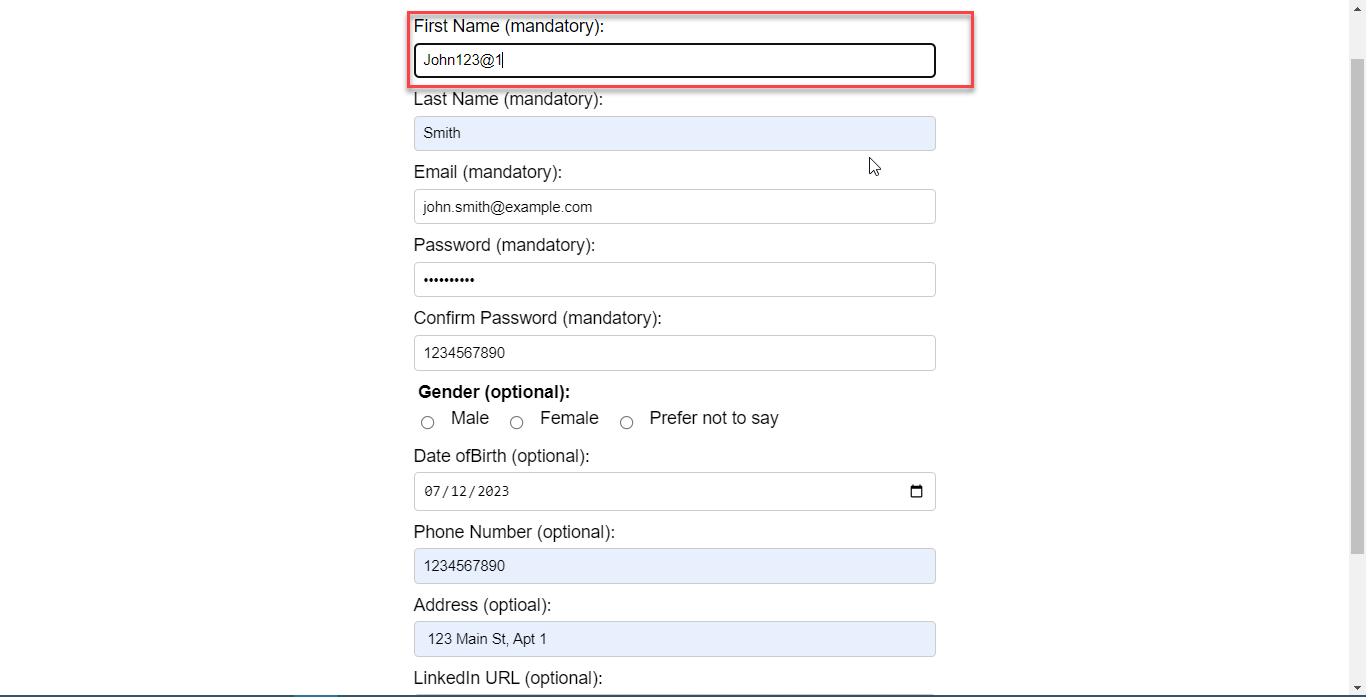 First Name (mandatory):
John123@1
Last Name (mandatory):
Smith
Email (mandatory):
john.smith@example.com
Password (mandatory):
••••••••••
Confirm Password (mandatory):
1234567890
Gender (optional):
Male Female Prefer not to say
Date ofBirth (optional):
07/12/2023
Phone Number (optional):
1234567890
Address (optioal):
123 Main St, Apt 1
LinkedIn URL (optional):